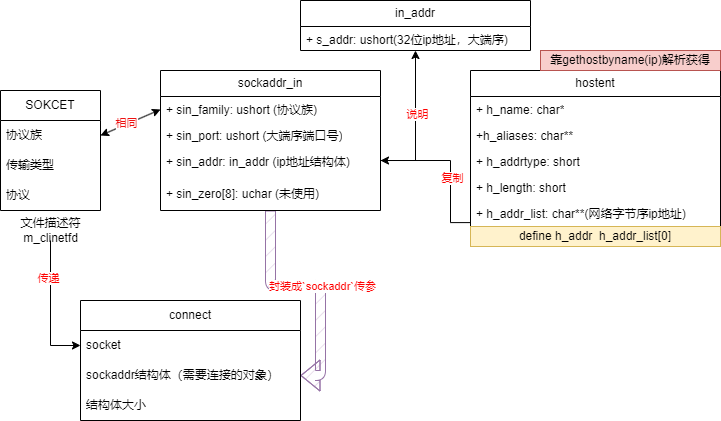 in_addr
+ s_addr: ushort(32位ip地址，大端序)
靠gethostbyname(ip)解析获得
sockaddr_in
+ sin_family: ushort (协议族)
+ sin_port: ushort (大端序端口号)
+ sin_addr: in_addr (ip地址结构体)
+ sin_zero[8]: uchar (未使用)
hostent
+ h_name: char*
+h_aliases: char**
+ h_addrtype: short
+ h_length: short
+ h_addr_list: char**(网络字节序ip地址)
define h_addr h_addr_list[0]
SOKCET
协议族
传输类型
协议
相同
说明
复制
文件描述符
m_clinetfd
传递
封装成`sockaddr`传参
connect
socket
sockaddr结构体（需要连接的对象）
结构体大小